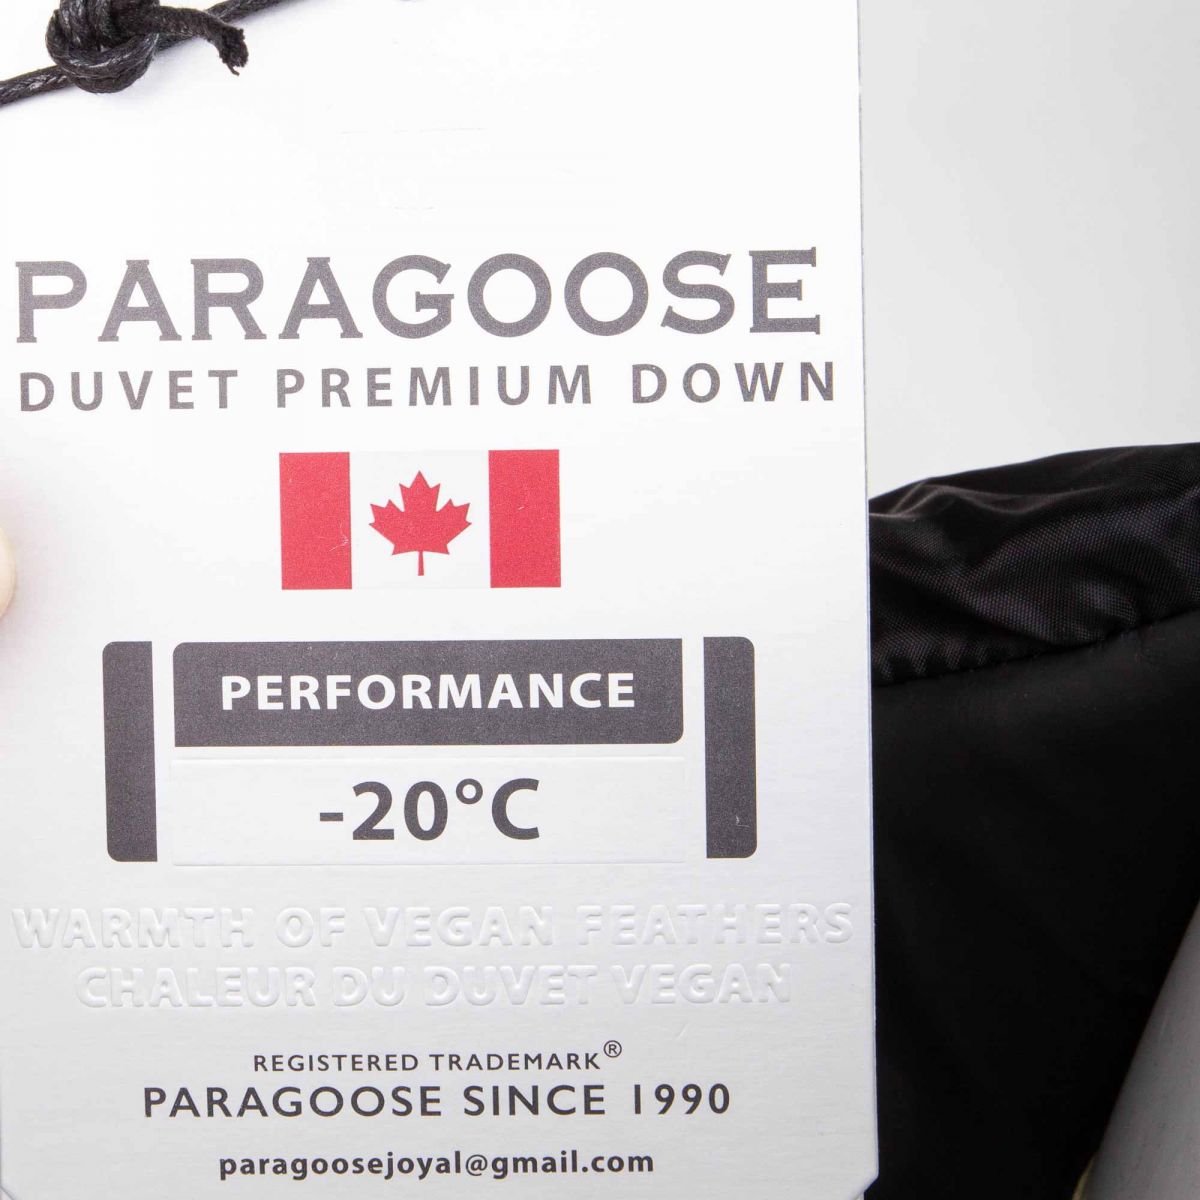 PARAGOOSE
DUVET PREMIUM DOWN
PERFORMANCE
-20°C
WARMTH OF VEGAN FEATHERS
CHALEUR DU DUVET VEGAN
REGISTERED TRADEMARK®
PARAGOOSE SINCE 1990
paragoosejoyal@gmail.com